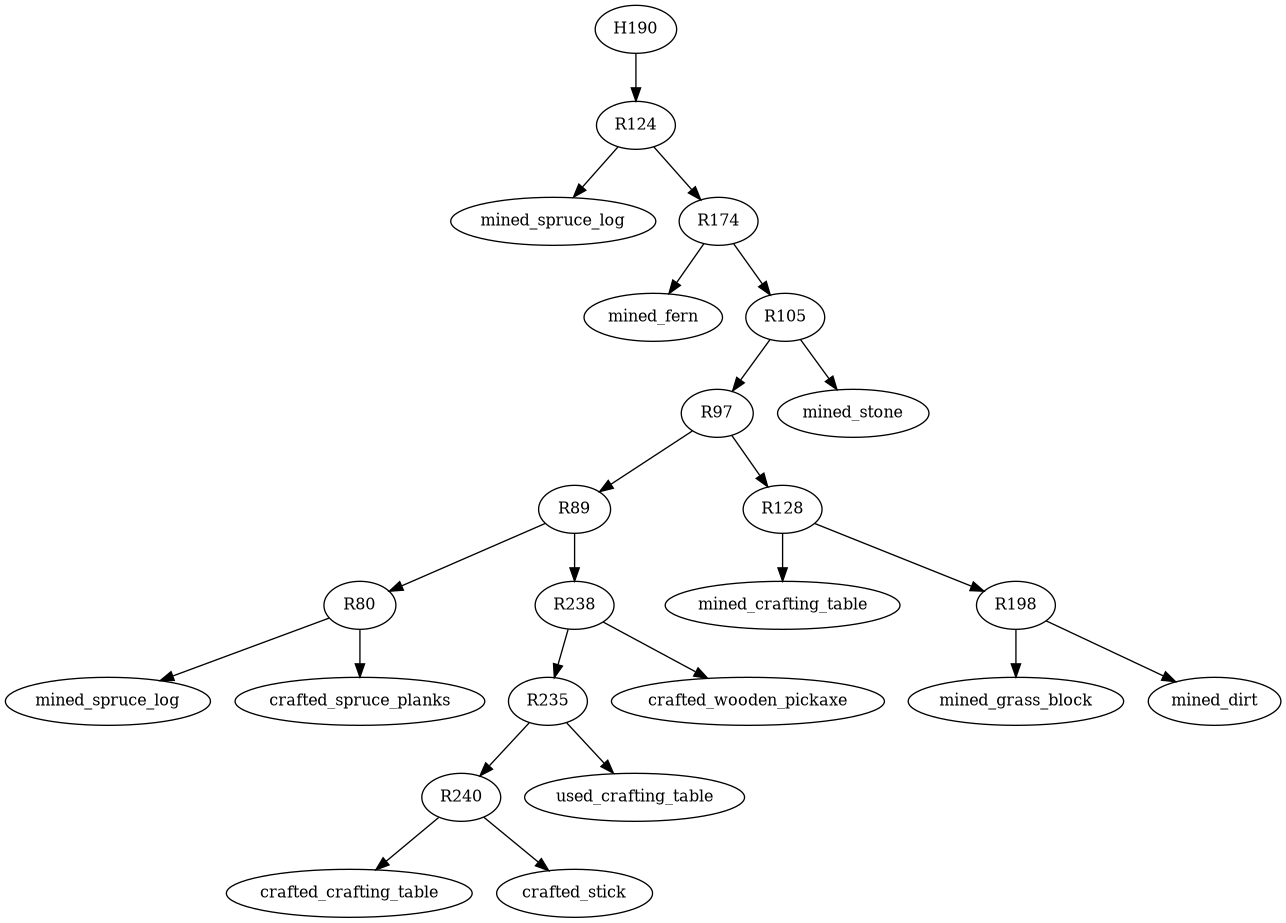 H190
R124
mined_spruce_log
R174
mined_fern
R105
R97
mined_stone
R89
R128
R80
R238
mined_crafting_table
R198
mined_spruce_log
crafted_spruce_planks
R235
crafted_wooden_pickaxe
mined_grass_block
mined_dirt
R240
used_crafting_table
crafted_crafting_table
crafted_stick